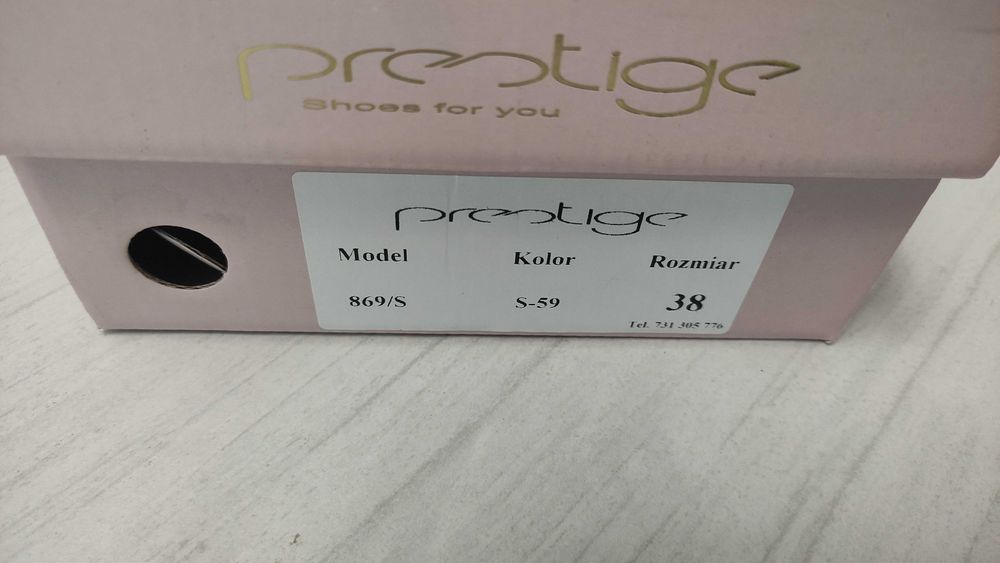 prestige
Shoes for you
prestige
Model Kolor Rozmiar
869/S S-59 38
Tel. 731 305 776